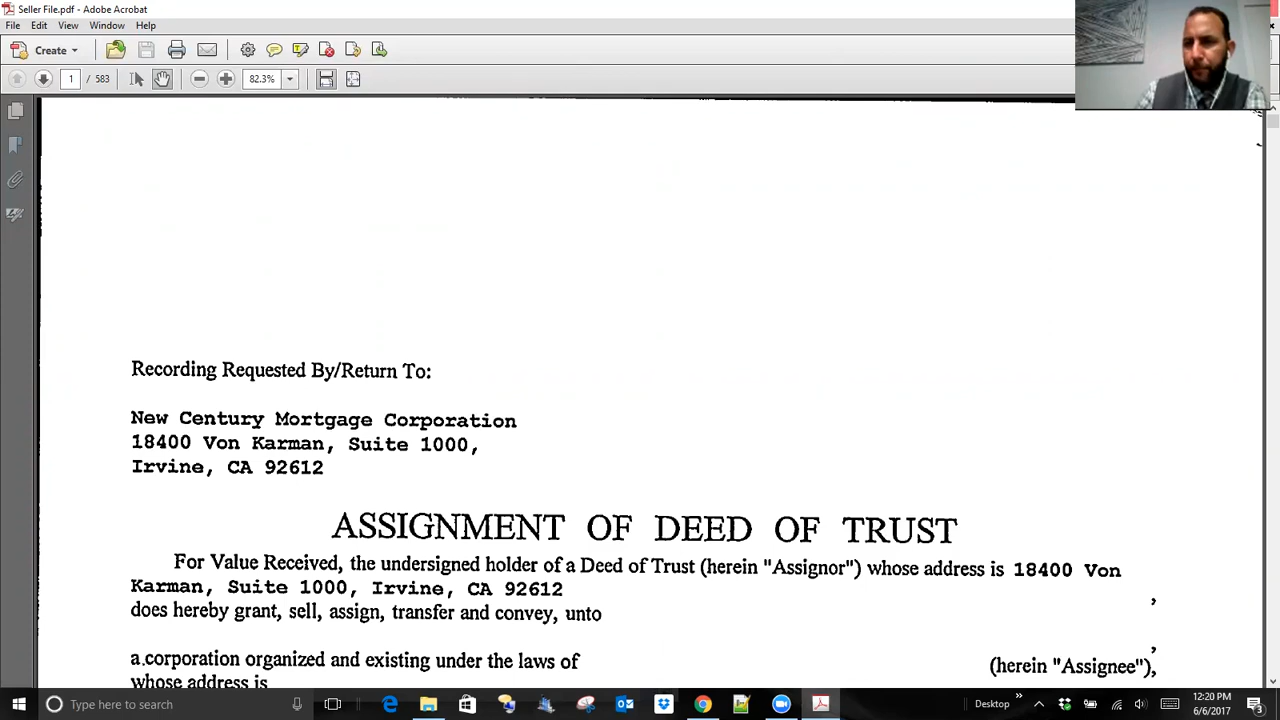 Seller File.pdf - Adobe Acrobat
File Edit View Window Help
Create
1 / 583 82.3%
Recording Requested By/Return To:
New Century Mortgage Corporation
18400 Von Karman, Suite 1000,
Irvine, CA 92612
ASSIGNMENT OF DEED OF TRUST
For Value Received, the undersigned holder of a Deed of Trust (herein "Assignor") whose address is 18400 Von
Karman, Suite 1000, Irvine, CA 92612 ,
does hereby grant, sell, assign, transfer and convey, unto
,
a corporation organized and existing under the laws of (herein "Assignee"),
whose address is
Type here to search
Desktop
12:20 PM
6/6/2017
3